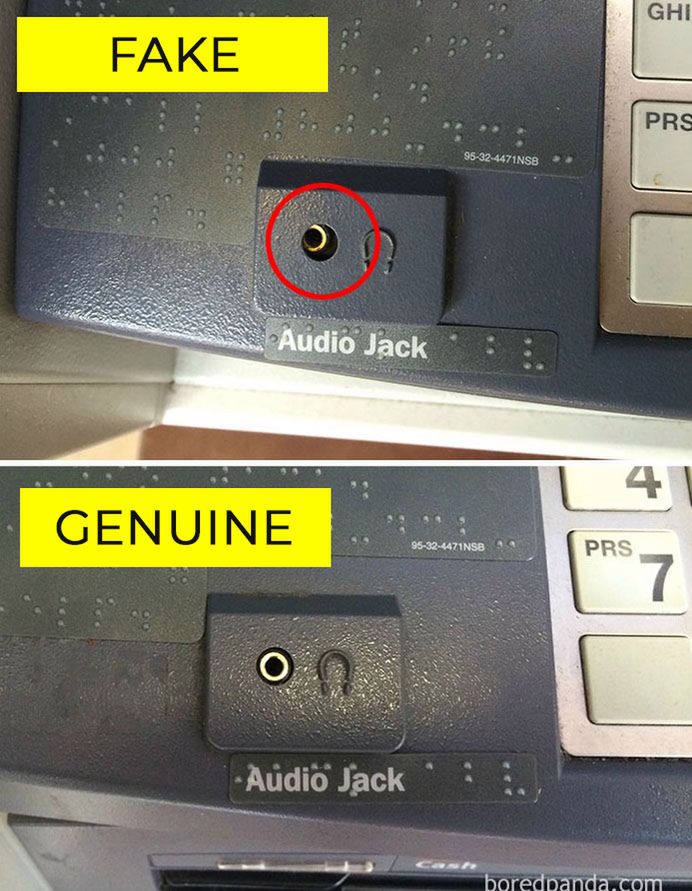 FAKE
GHI
PRS
95-32-4471NSB
Audio Jack
GENUINE
4
95-32-4471NSB
PRS
7
Audio Jack
Cash
boredpanda.com